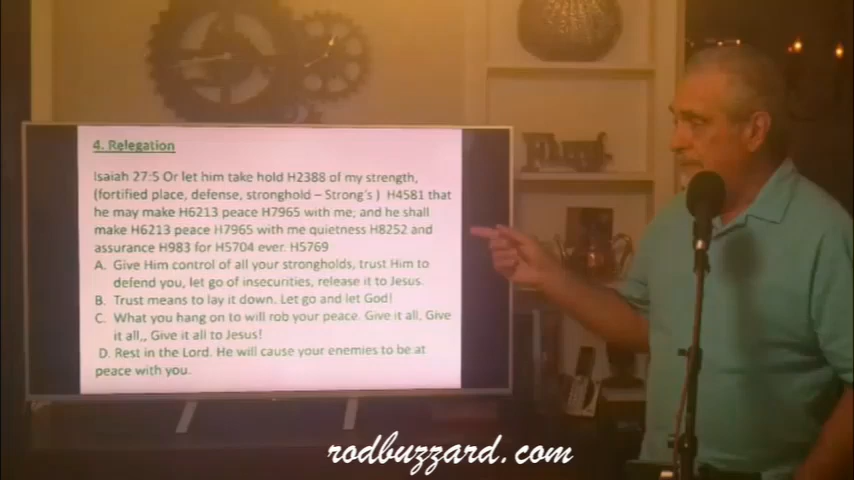 4. Relegation
Isaiah 27:5 Or let him take hold H2388 of my strength,
(fortified place, defense, stronghold – Strong's ) H4581 that
he may make H6213 peace H7965 with me; and he shall
make H6213 peace H7965 with me quietness H8252 and
assurance H983 for H5704 ever. H5769
A. Give Him control of all your strongholds, trust Him to
defend you, let go of insecurities, release it to Jesus.
B. Trust means to lay it down. Let go and let God!
C. What you hang on to will rob your peace. Give it all, Give
it all,, Give it all to Jesus!
D. Rest in the Lord. He will cause your enemies to be at
peace with you.
rodbuzzard.com